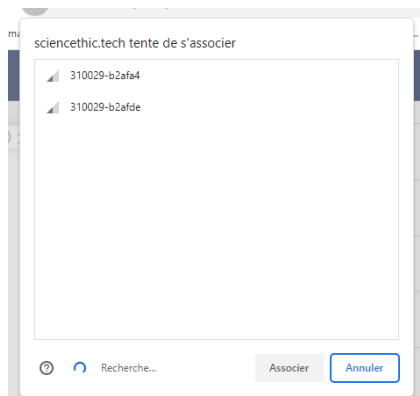 sciencethic.tech tente de s'associer
310029-b2afa4
310029-b2afde
Recherche...
Associer
Annuler